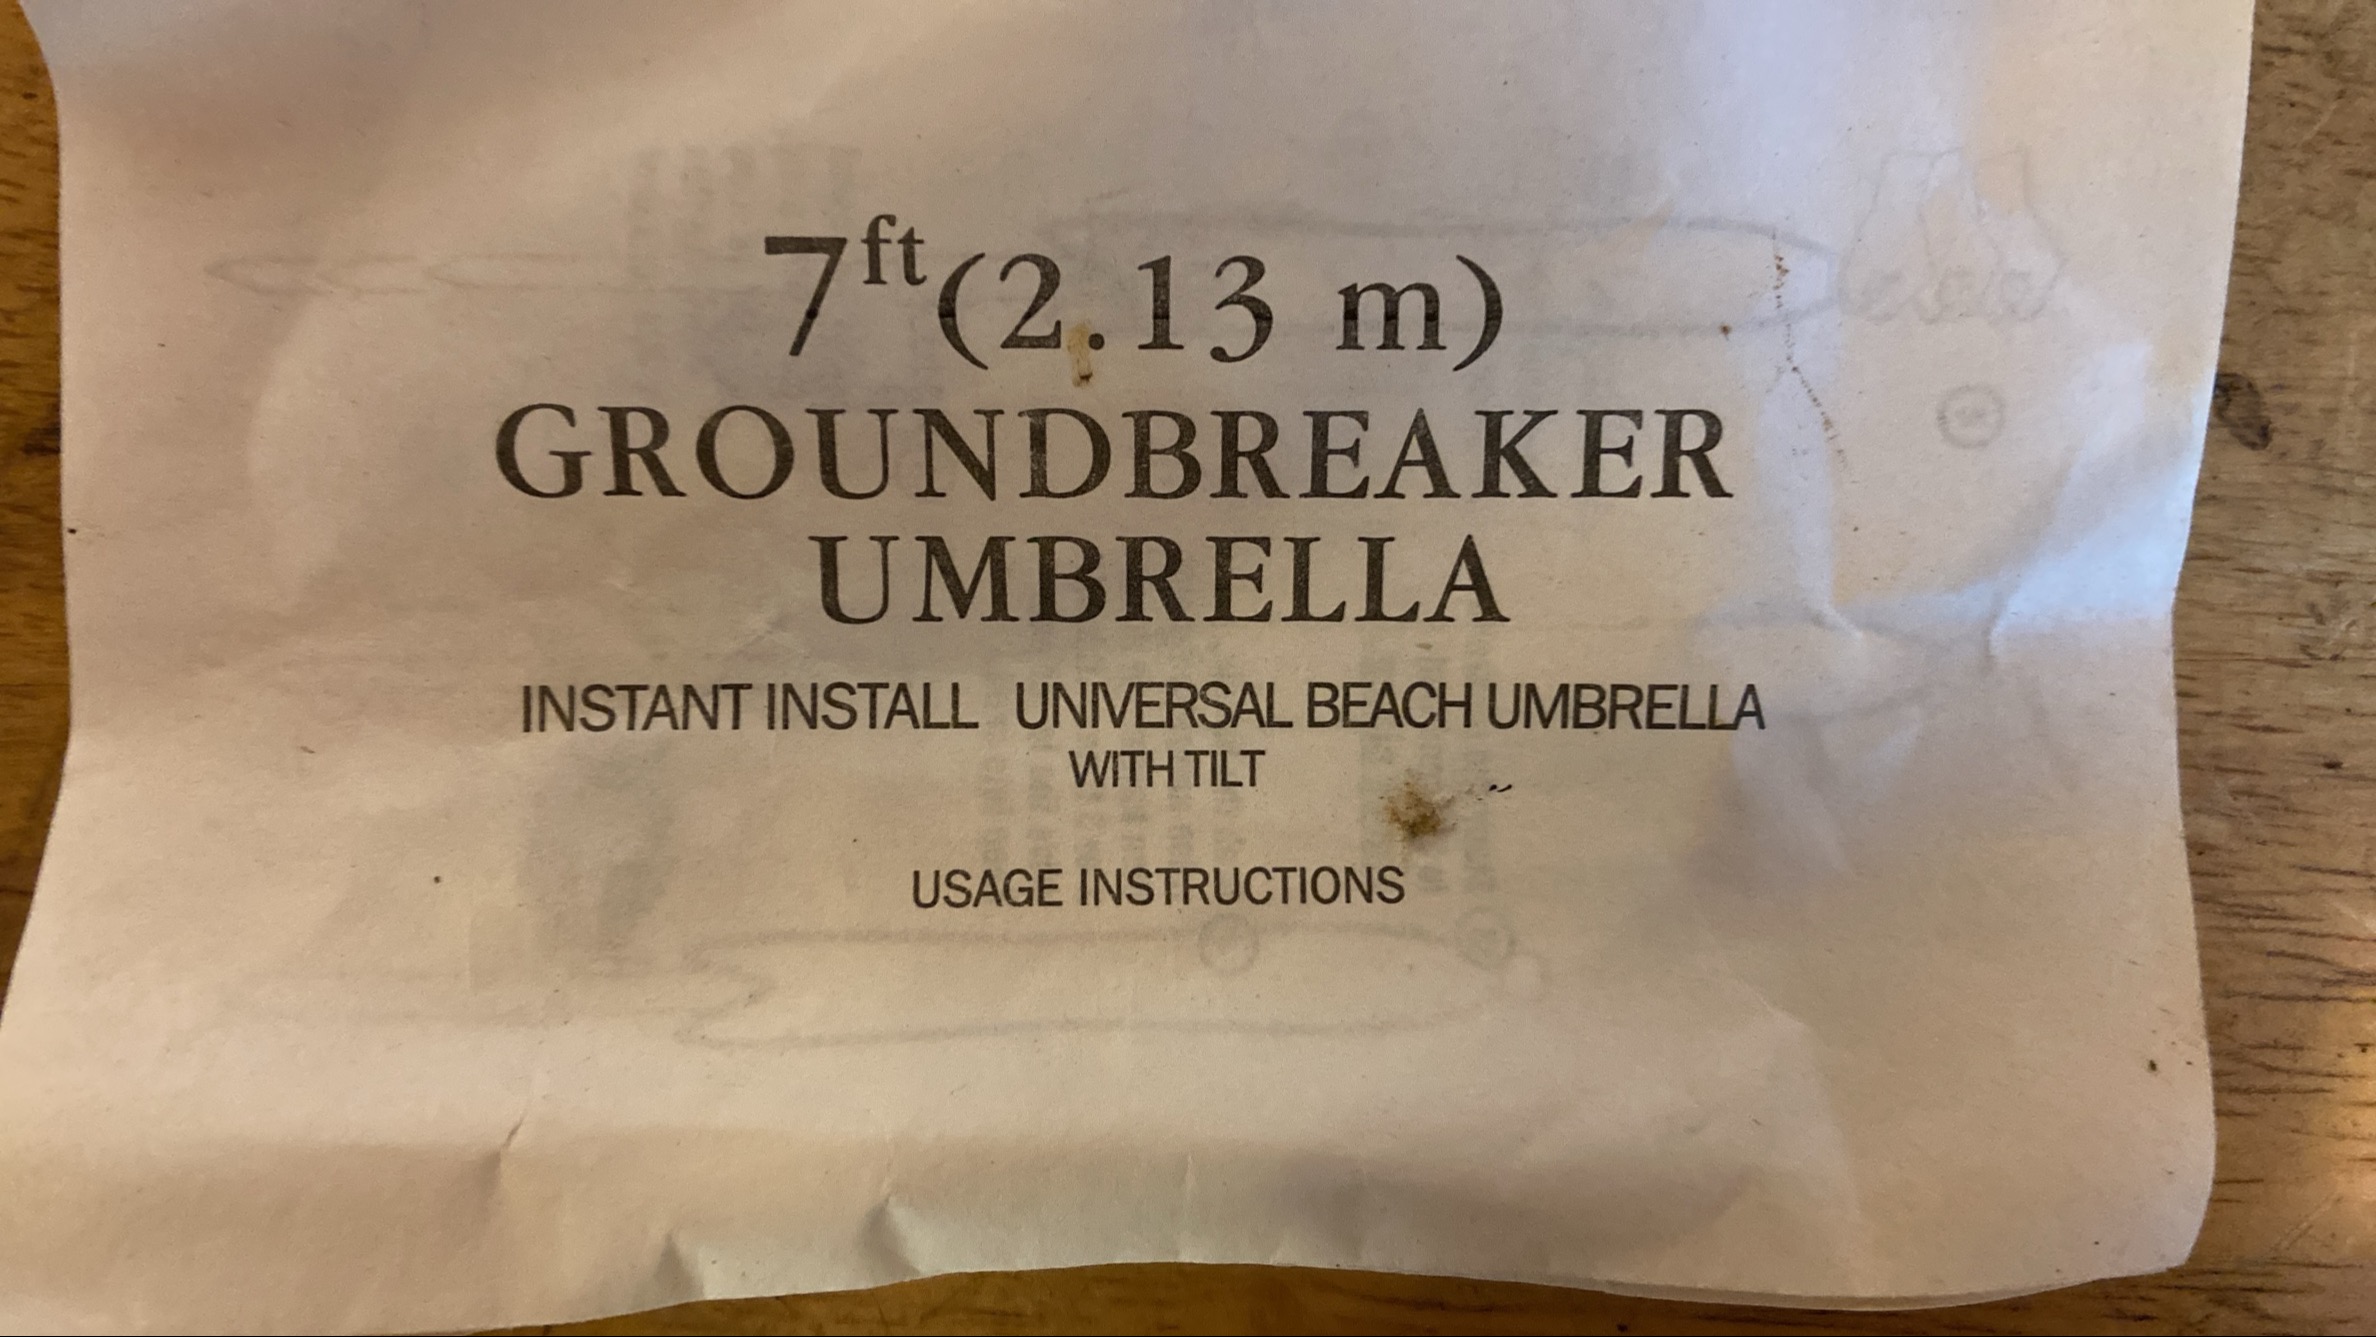 7ft(2.13 m)
GROUNDBREAKER
UMBRELLA
INSTANT INSTALL UNIVERSAL BEACH UMBRELLA
WITH TILT
USAGE INSTRUCTIONS